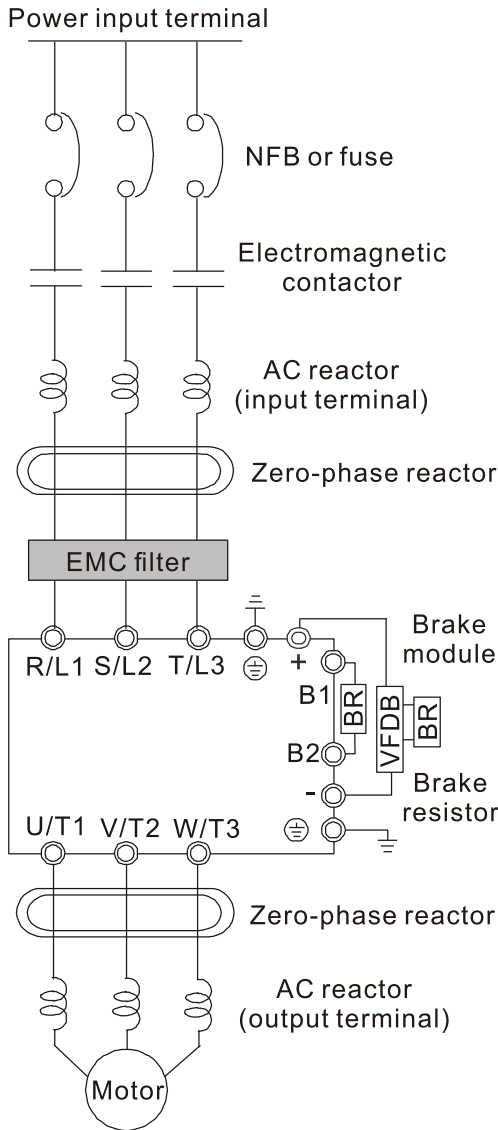 Power input terminal
NFB or fuse
Electromagnetic
contactor
AC reactor
(input terminal)
Zero-phase reactor
EMC filter
R/L1 S/L2 T/L3
+
Brake
module
B1
BR
VFDB
BR
B2
-
Brake
resistor
U/T1 V/T2 W/T3
Zero-phase reactor
AC reactor
(output terminal)
Motor